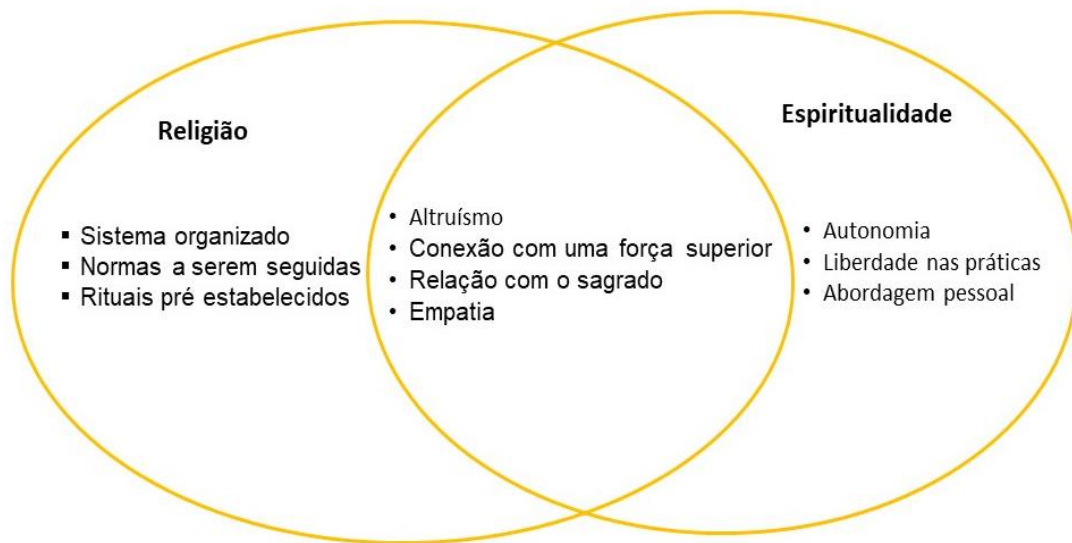 Religião
Espiritualidade
▪ Sistema organizado
▪ Normas a serem seguidas
▪ Rituais pré estabelecidos
• Altruísmo
• Conexão com uma força superior
• Relação com o sagrado
• Empatia
• Autonomia
• Liberdade nas práticas
• Abordagem pessoal